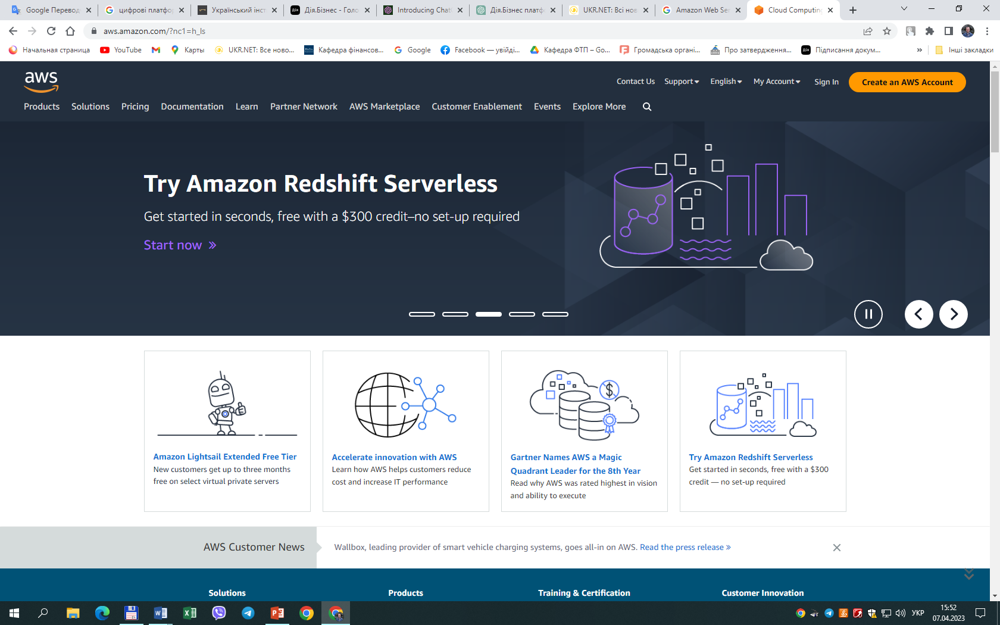 Google Перевод
цифрові платфор
Український інст
Дія.Бізнес - Голо
Introducing Chat
Дія.Бізнес платф
UKR.NET: Всі нов
Amazon Web Ser
Cloud Computing
aws.amazon.com/?nc1=h_ls
Начальная страница
YouTube
Карты
UKR.NET: Все ново...
Кафедра фінансов...
Google
Facebook — увійді...
Кафедра ФТП – Go...
Громадська органі...
Про затвердження...
Дія
Підписання докум...
»
Інші закладки
aws
Contact Us
Support
English
My Account
Sign In
Create an AWS Account
Products
Solutions
Pricing
Documentation
Learn
Partner Network
AWS Marketplace
Customer Enablement
Events
Explore More
Try Amazon Redshift Serverless
Get started in seconds, free with a $300 credit–no set-up required
Start now »
$
Amazon Lightsail Extended Free Tier
New customers get up to three months
free on select virtual private servers
Accelerate innovation with AWS
Learn how AWS helps customers reduce
cost and increase IT performance
Gartner Names AWS a Magic
Quadrant Leader for the 8th Year
Read why AWS was rated highest in vision
and ability to execute
Try Amazon Redshift Serverless
Get started in seconds, free with a $300
credit — no set-up required
AWS Customer News
Wallbox, leading provider of smart vehicle charging systems, goes all-in on AWS. Read the press release »
Solutions
Products
Training & Certification
Customer Innovation
УКР
15:52
07.04.2023